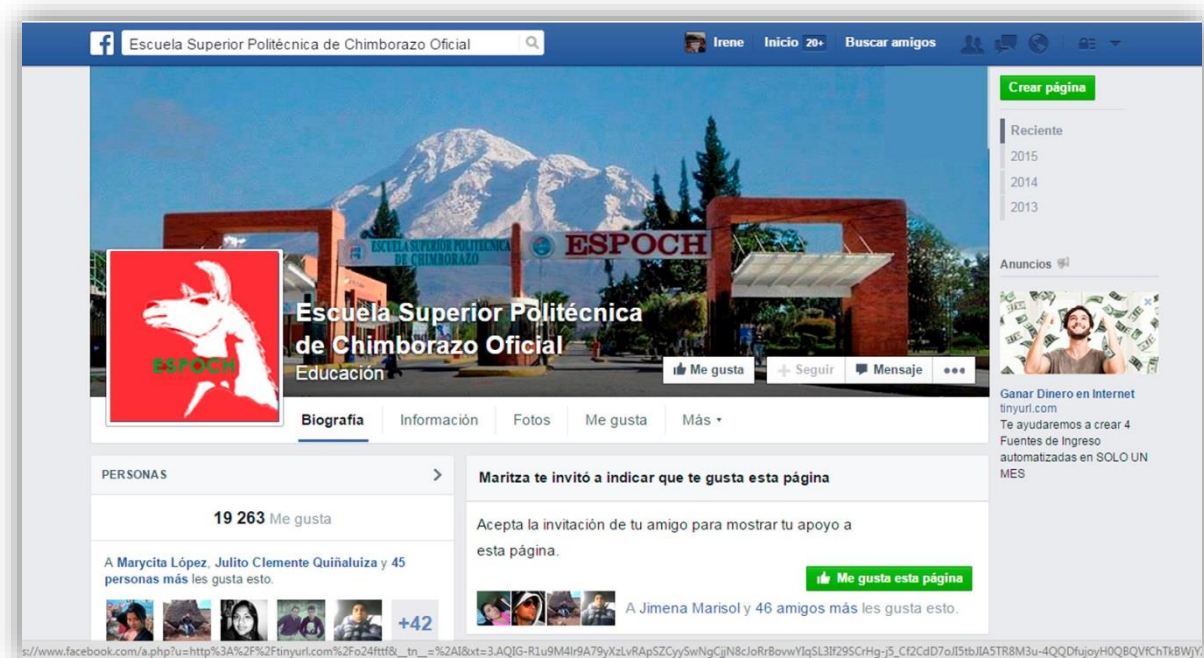 Escuela Superior Politécnica de Chimborazo Oficial
Irene Inicio 20+ Buscar amigos
Crear página
Reciente
2015
2014
2013
ESCUELA SUPERIOR POLITECNICA
DE CHIMBORAZO
ESPOCH
ESPOCH
Escuela Superior Politécnica
de Chimborazo Oficial
Educación
Me gusta
Seguir
Mensaje
Biografía Información Fotos Me gusta Más
Anuncios
Ganar Dinero en Internet
tinyurl.com
Te ayudaremos a crear 4
Fuentes de Ingreso
automatizadas en SOLO UN
MES
PERSONAS
19 263 Me gusta
A Marycita López, Julito Clemente Quiñaluiza y 45
personas más les gusta esto.
+42
Maritza te invitó a indicar que te gusta esta página
Acepta la invitación de tu amigo para mostrar tu apoyo a
esta página.
Me gusta esta página
A Jimena Marisol y 46 amigos más les gusta esto.